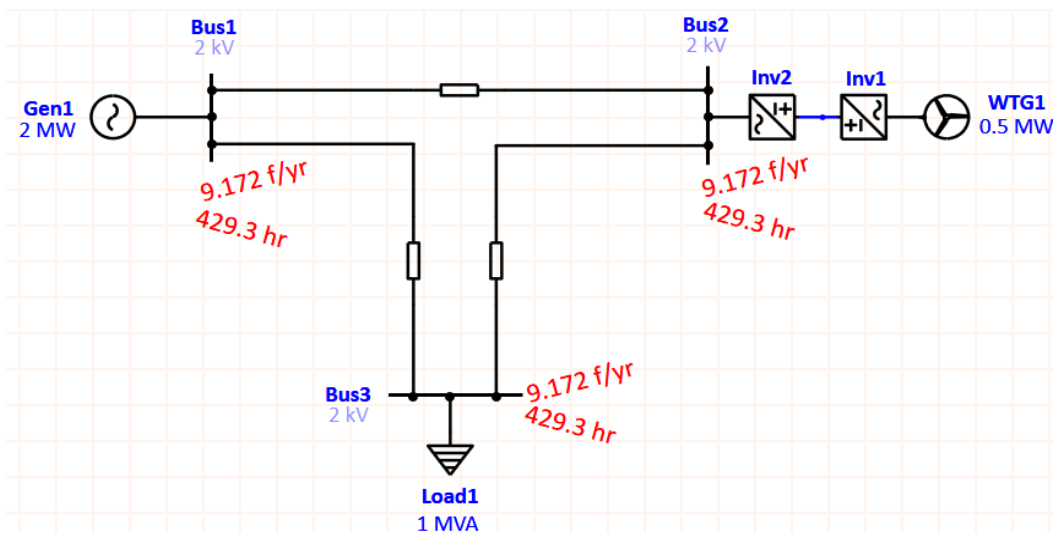 Bus1
2 kV
Bus2
2 kV
Gen1
2 MW
Inv2
Inv1
WTG1
0.5 MW
9.172 f/yr
429.3 hr
9.172 f/yr
429.3 hr
Bus3
2 kV
9.172 f/yr
429.3 hr
Load1
1 MVA